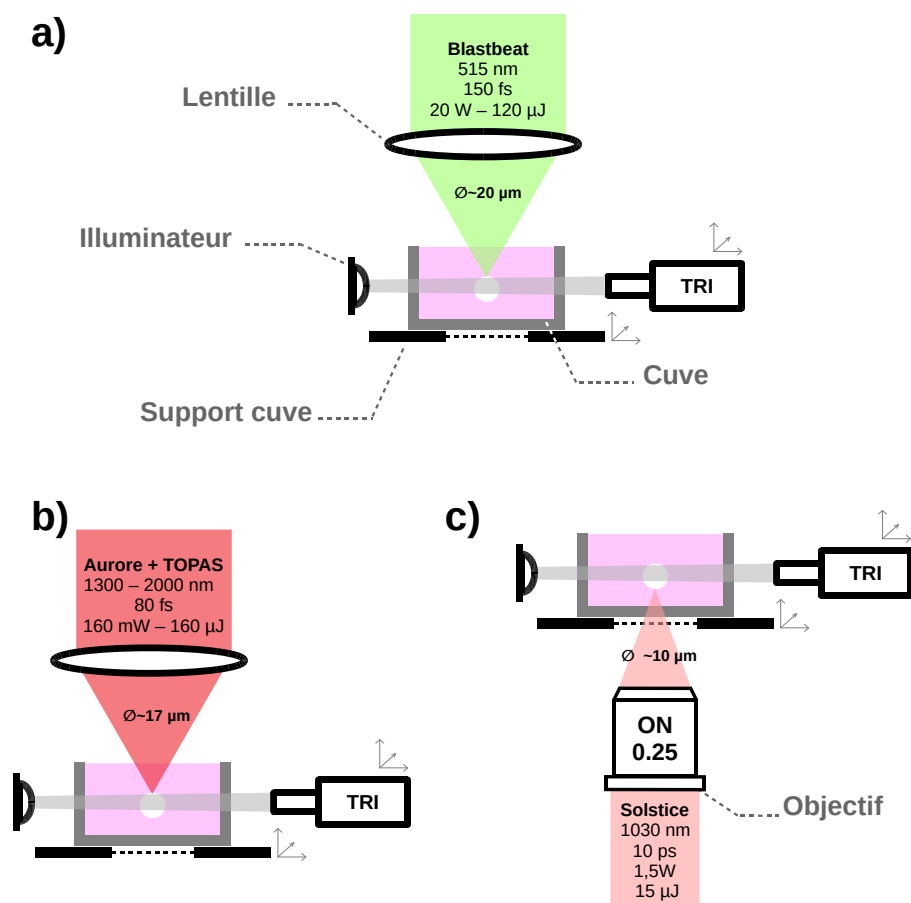 a)
Blastbeat
515 nm
150 fs
20 W – 120 µJ
Lentille
∅~20 µm
Illuminateur
TRI
Cuve
Support cuve
b)
Aurore + TOPAS
1300 – 2000 nm
80 fs
160 mW – 160 µJ
∅~17 µm
TRI
c)
TRI
∅ ~10 µm
ON
0.25
Objectif
Solstice
1030 nm
10 ps
1,5W
15 µJ